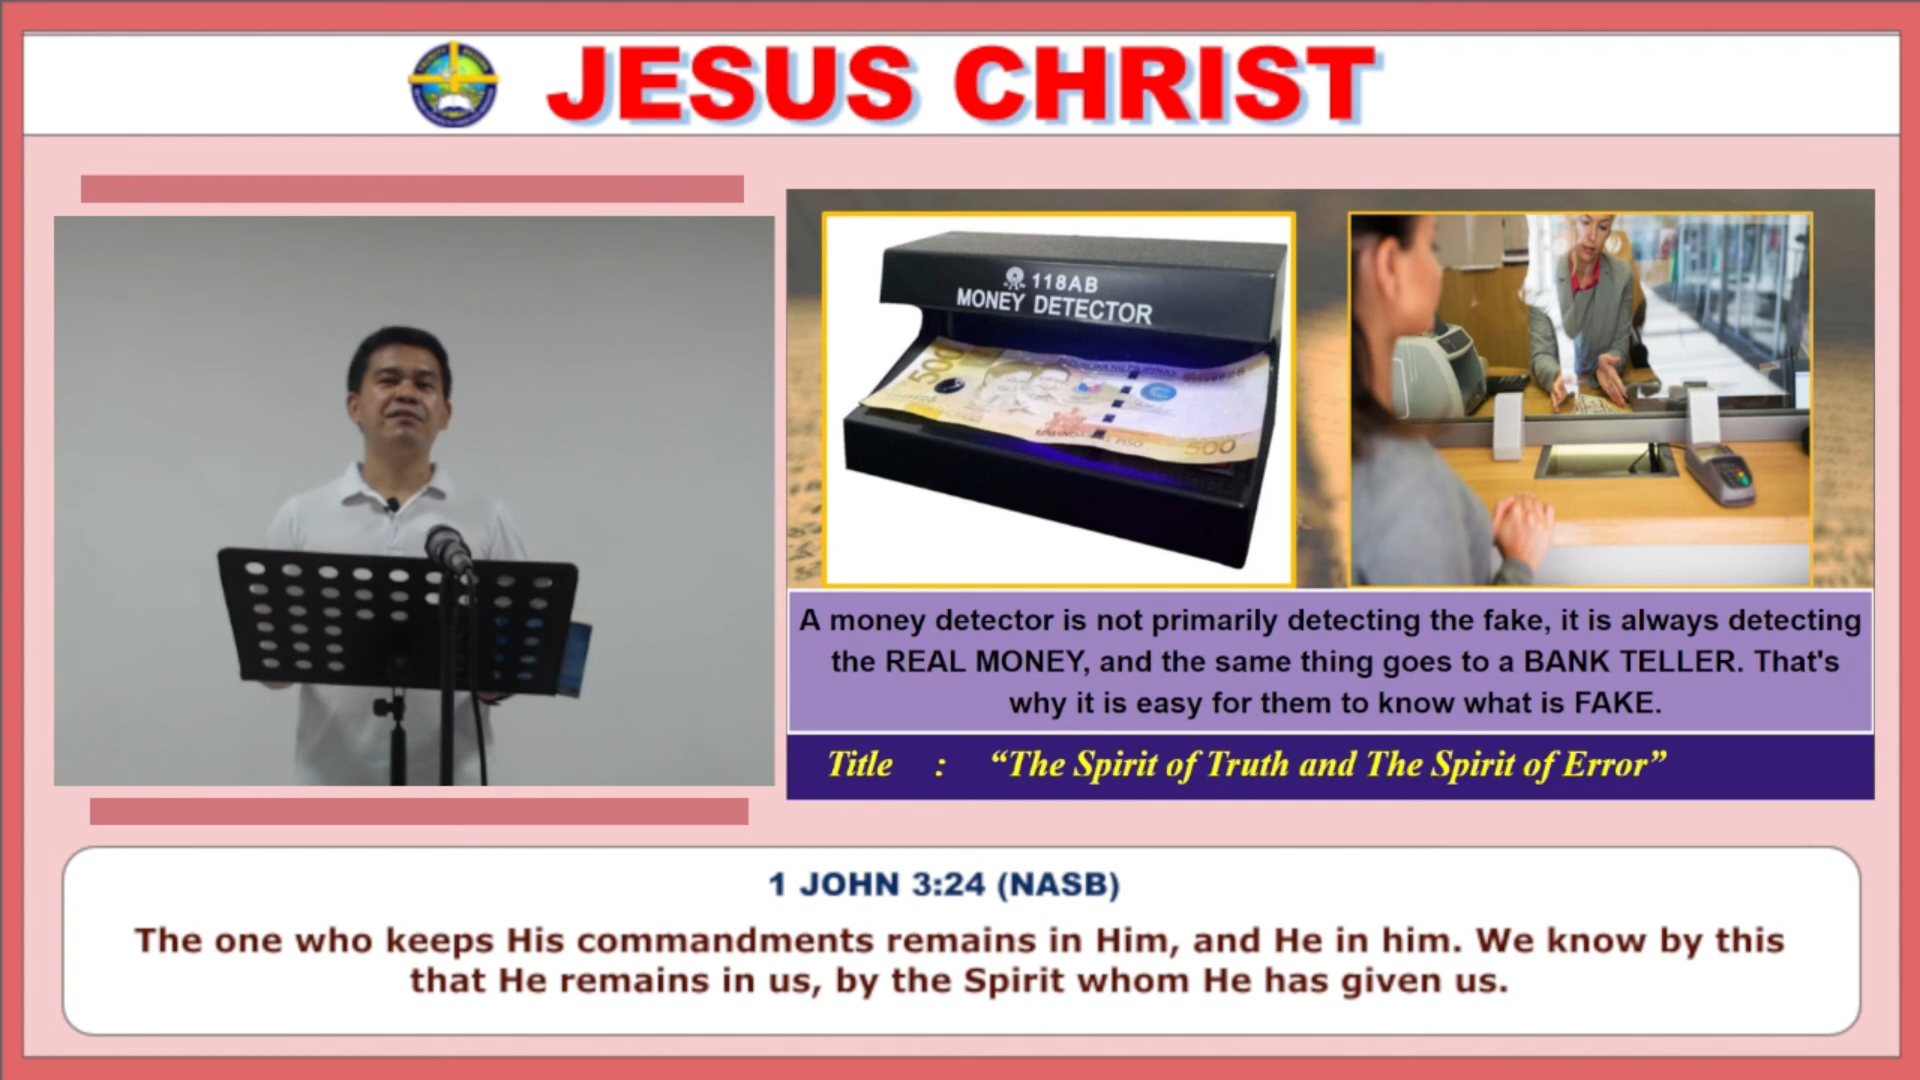 JESUS CHRIST
118AB
MONEY DETECTOR
500
500
A money detector is not primarily detecting the fake, it is always detecting
the REAL MONEY, and the same thing goes to a BANK TELLER. That's
why it is easy for them to know what is FAKE.
Title : “The Spirit of Truth and The Spirit of Error”
1 JOHN 3:24 (NASB)
The one who keeps His commandments remains in Him, and He in him. We know by this
that He remains in us, by the Spirit whom He has given us.